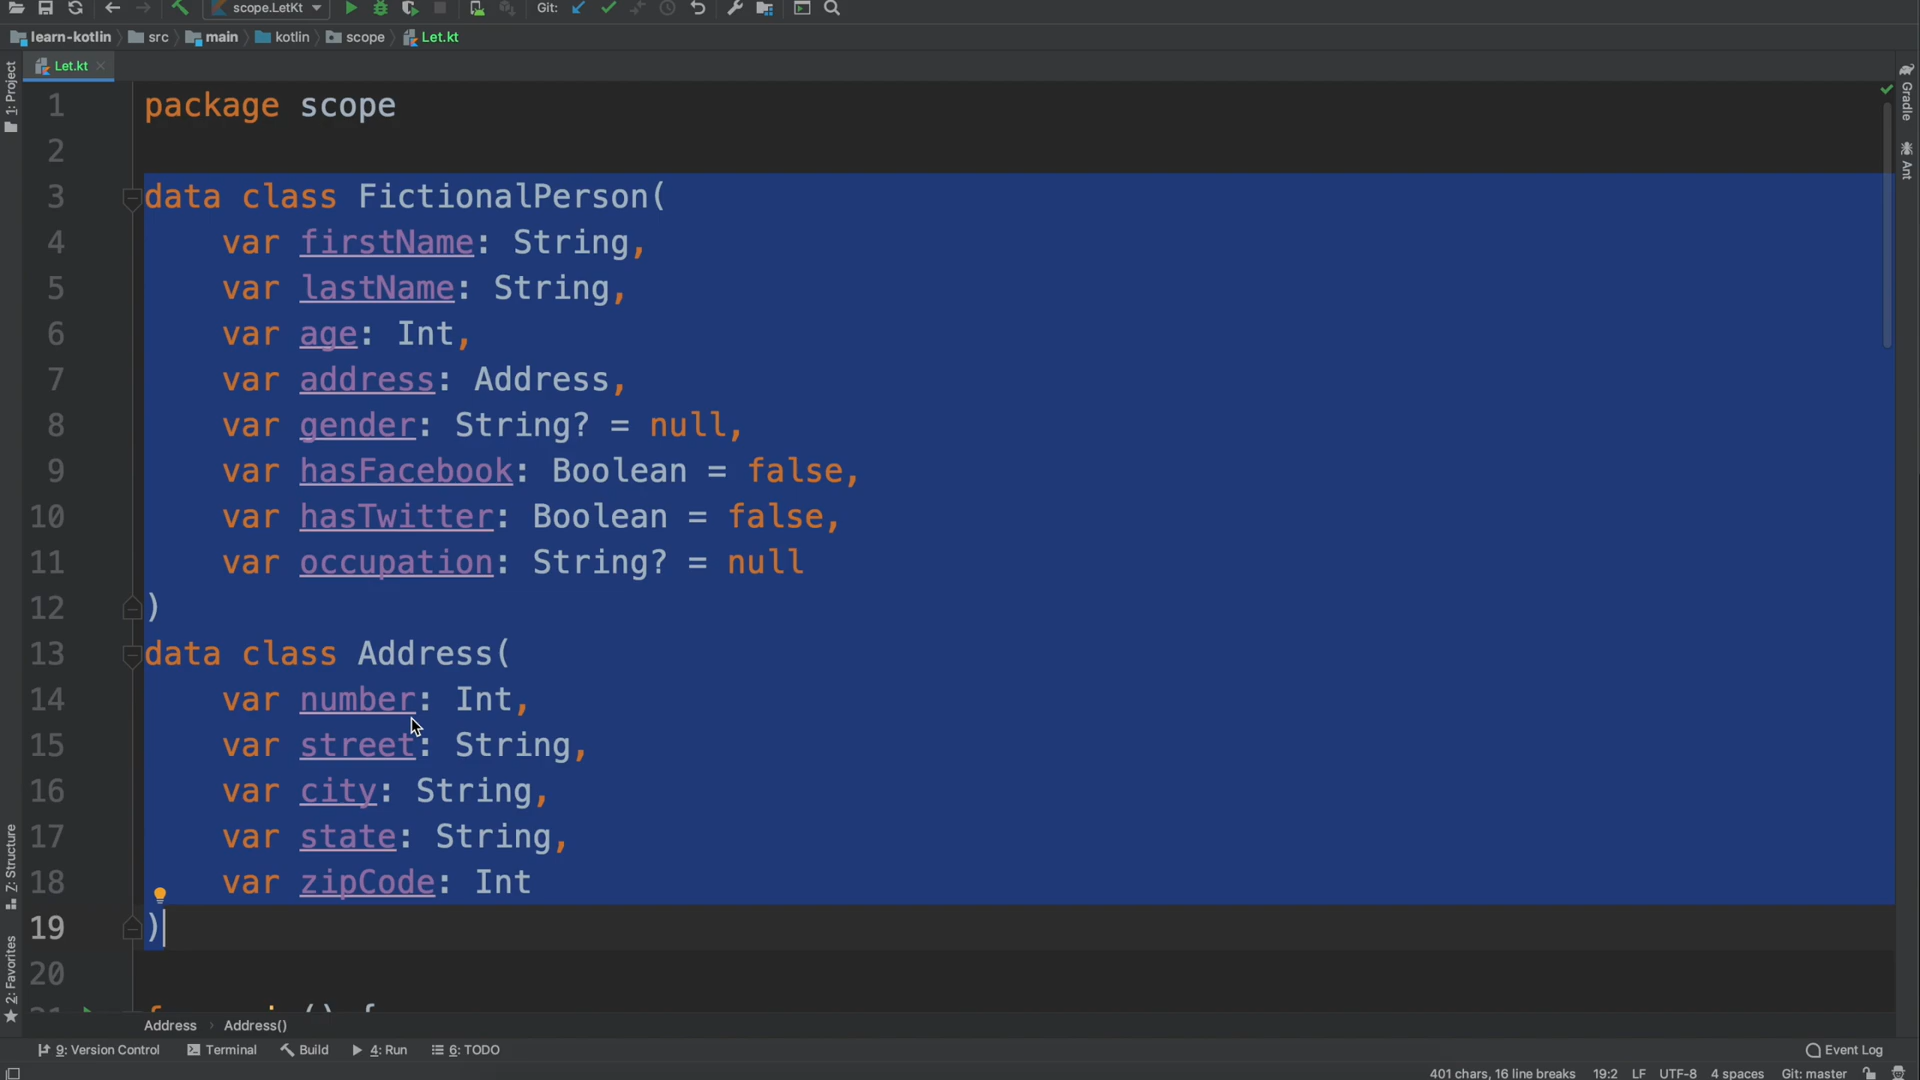 scope.LetKt
Git:
learn-kotlin
src
main
kotlin
scope
Let.kt
Let.kt
1: Project
Gradle
Ant
1 package scope
2
3 data class FictionalPerson(
4     var firstName: String,
5     var lastName: String,
6     var age: Int,
7     var address: Address,
8     var gender: String? = null,
9     var hasFacebook: Boolean = false,
10     var hasTwitter: Boolean = false,
11     var occupation: String? = null
12 )
13 data class Address(
14     var number: Int,
15     var street: String,
16     var city: String,
17     var state: String,
18     var zipCode: Int
19 )
20
7: Structure
2: Favorites
Address
Address()
9: Version Control
Terminal
Build
4: Run
6: TODO
Event Log
401 chars, 16 line breaks
19:2
LF
UTF-8
4 spaces
Git: master